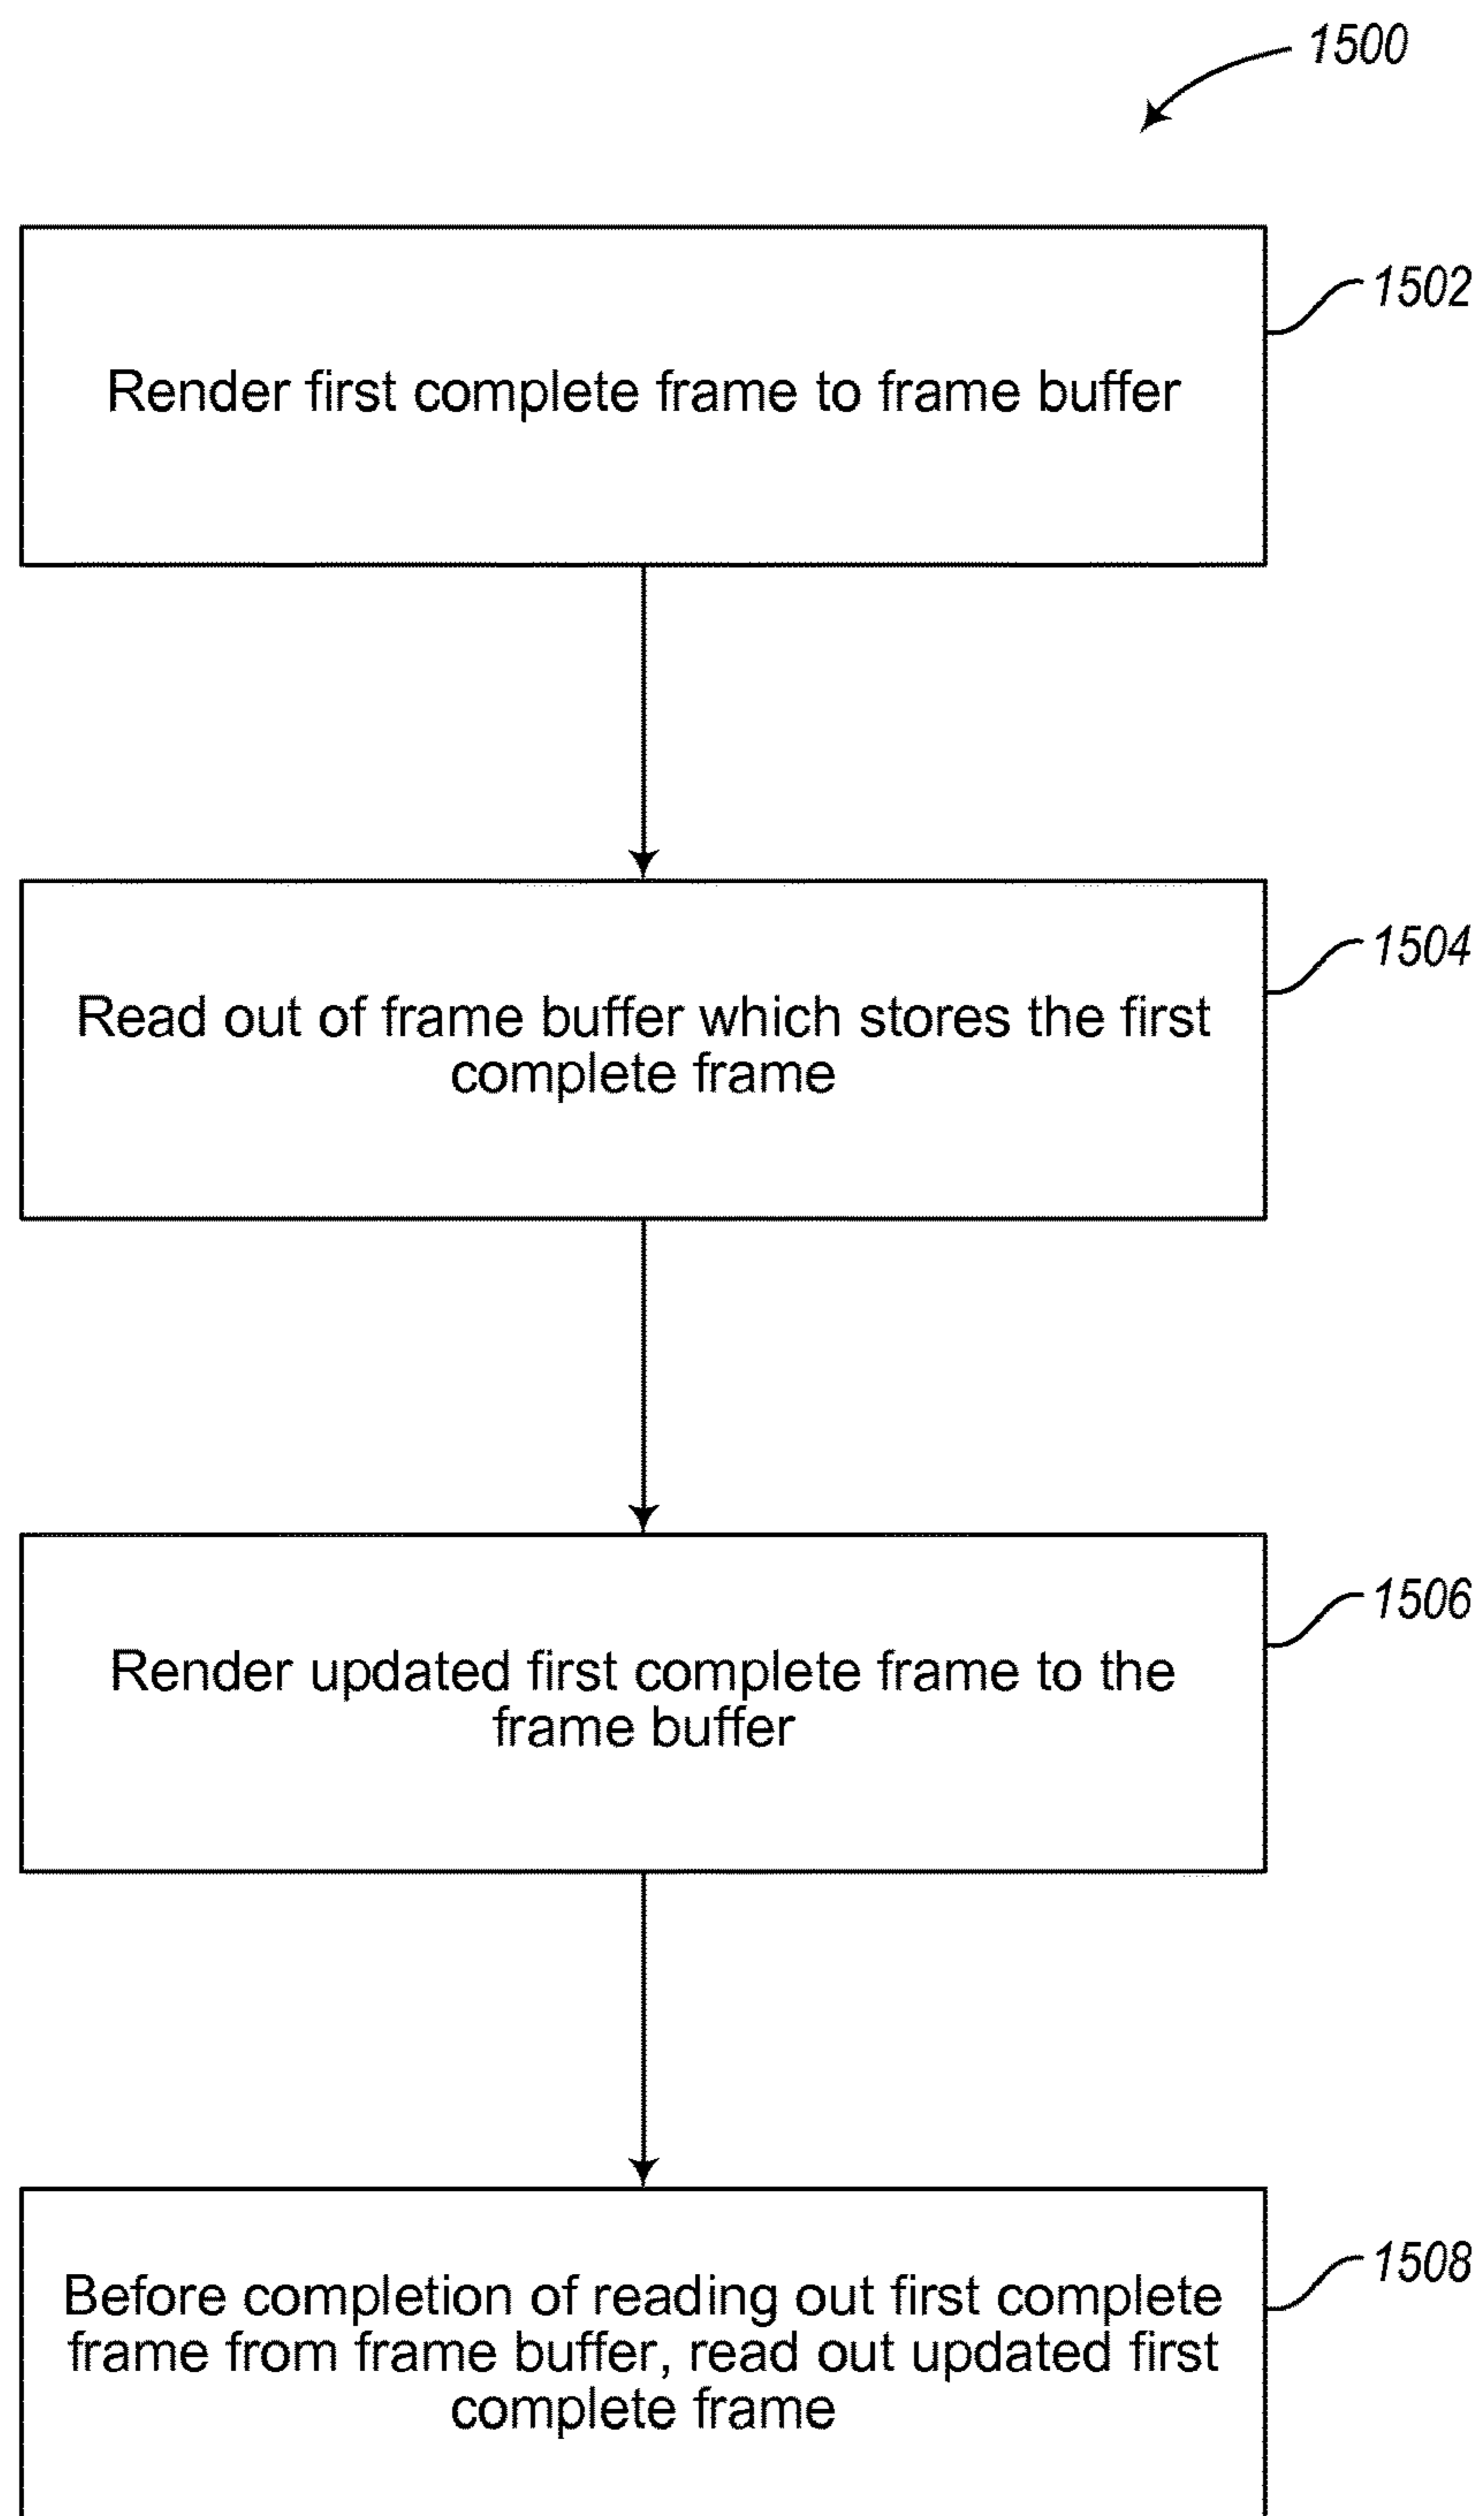 1500
1502
Render first complete frame to frame buffer
1504
Read out of frame buffer which stores the first
complete frame
1506
Render updated first complete frame to the
frame buffer
1508
Before completion of reading out first complete
frame from frame buffer, read out updated first
complete frame